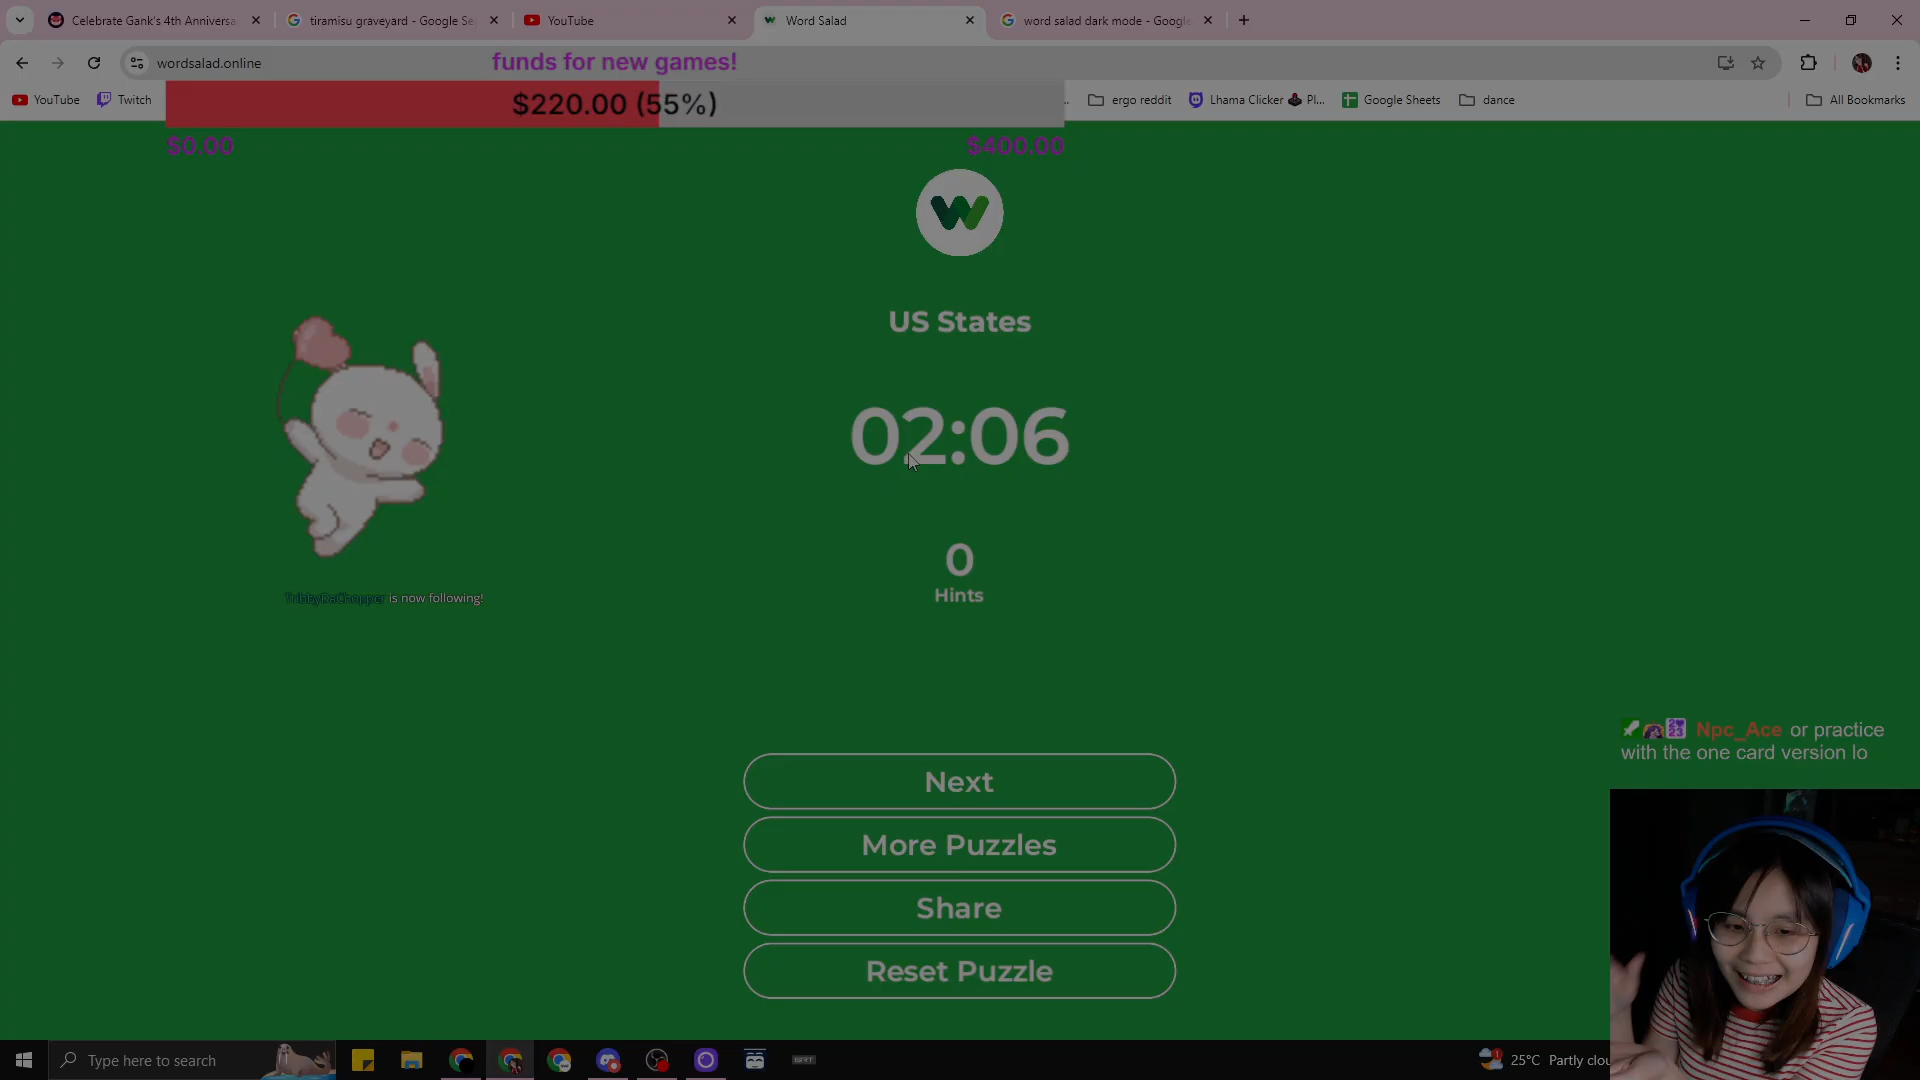 Celebrate Gank's 4th Anniversa
tiramisu graveyard - Google Se
YouTube
Word Salad
word salad dark mode - Google
wordsalad.online
funds for new games!
YouTube
Twitch
$220.00 (55%)
ergo reddit
Lhama Clicker
Pl...
Google Sheets
dance
All Bookmarks
$0.00
$400.00
US States
02:06
0
Hints
TribbyDaChopper is now following!
Next
More Puzzles
Share
Reset Puzzle
Npc_Ace or practice
with the one card version lo
Type here to search
25°C Partly clou